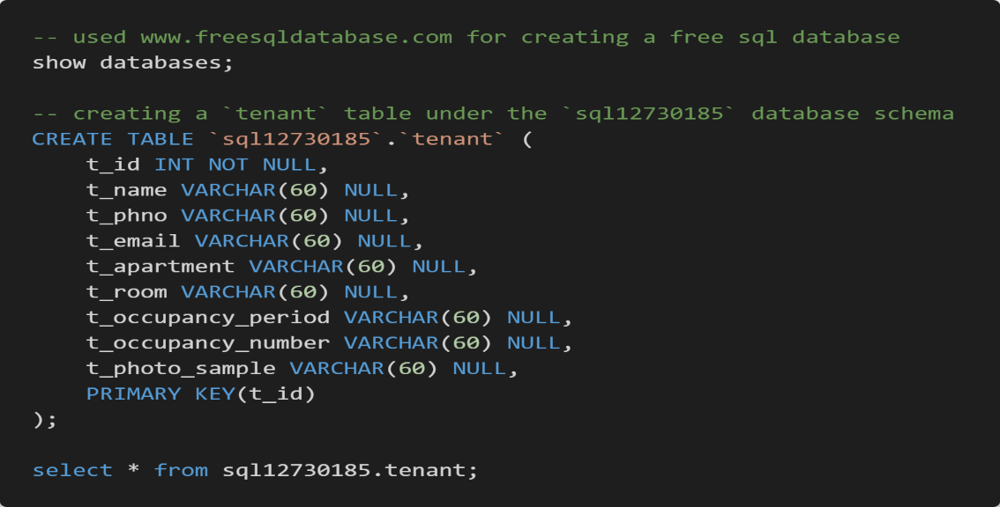 -- used www.freesqldatabase.com for creating a free sql database
show databases;
-- creating a `tenant` table under the `sql12730185` database schema
CREATE TABLE `sql12730185`.`tenant` (
t_id INT NOT NULL,
t_name VARCHAR(60) NULL,
t_phno VARCHAR(60) NULL,
t_email VARCHAR(60) NULL,
t_apartment VARCHAR(60) NULL,
t_room VARCHAR(60) NULL,
t_occupancy_period VARCHAR(60) NULL,
t_occupancy_number VARCHAR(60) NULL,
t_photo_sample VARCHAR(60) NULL,
PRIMARY KEY(t_id)
);
select * from sql12730185.tenant;